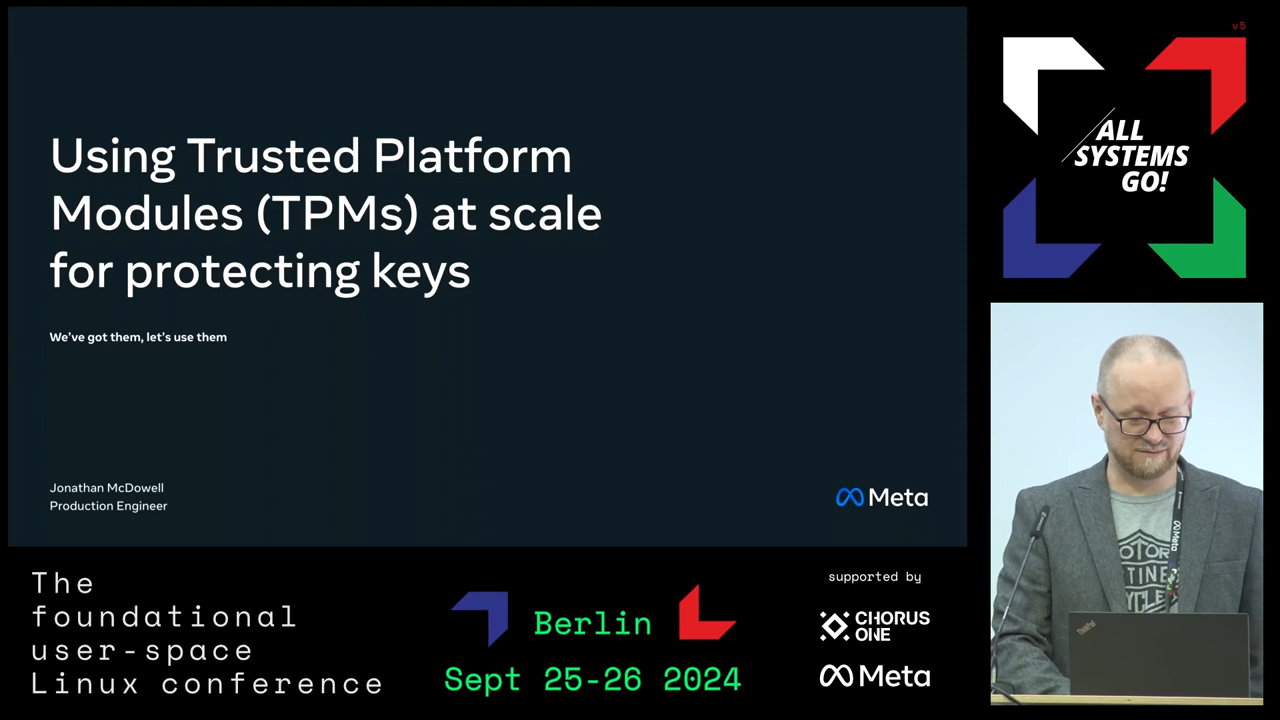 Using Trusted Platform
Modules (TPMs) at scale
for protecting keys
We've got them, let's use them
Jonathan McDowell
Production Engineer
Meta
v5
ALL
SYSTEMS
GO!
Meta
ThinkPad
The
foundational
user-space
Linux conference
Berlin
Sept 25-26 2024
supported by
CHORUS
ONE
Meta